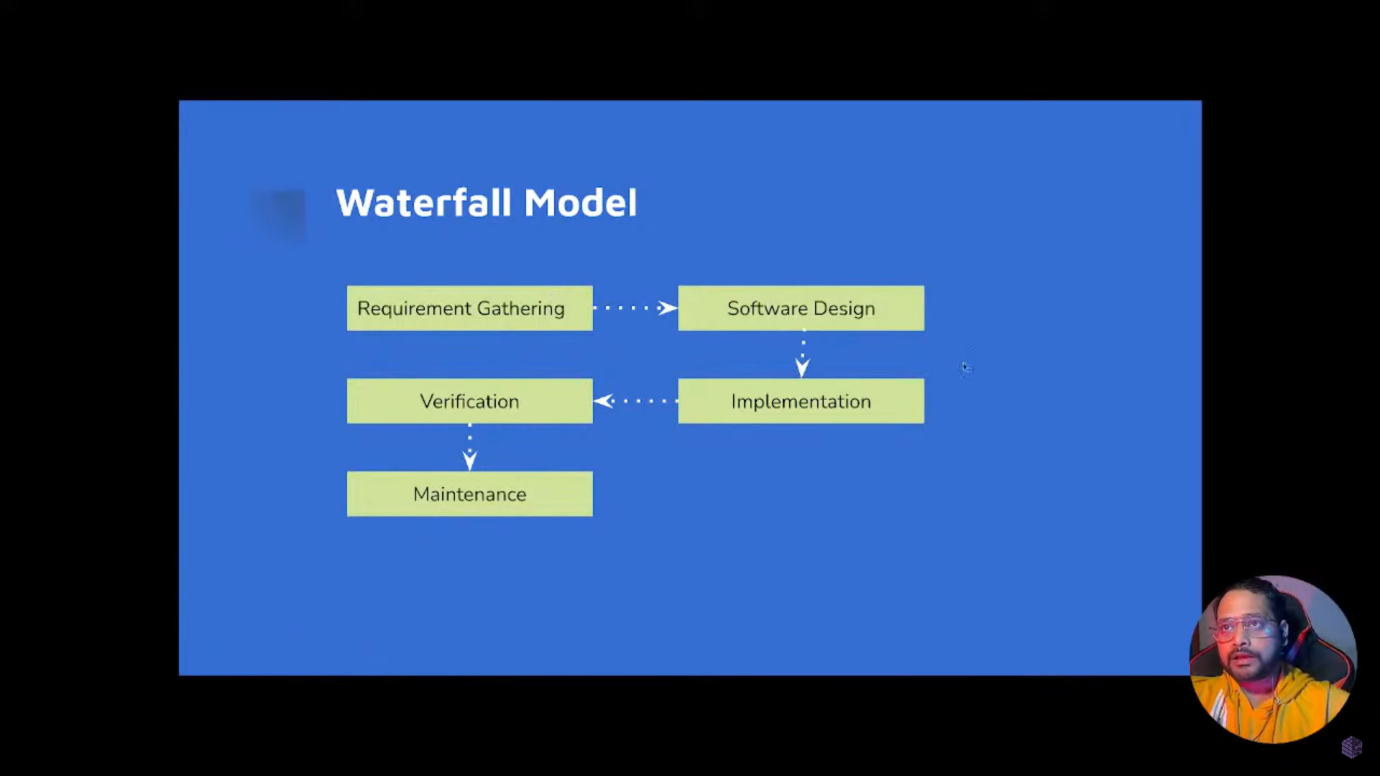 Waterfall Model
Requirement Gathering
Software Design
Verification
Implementation
Maintenance